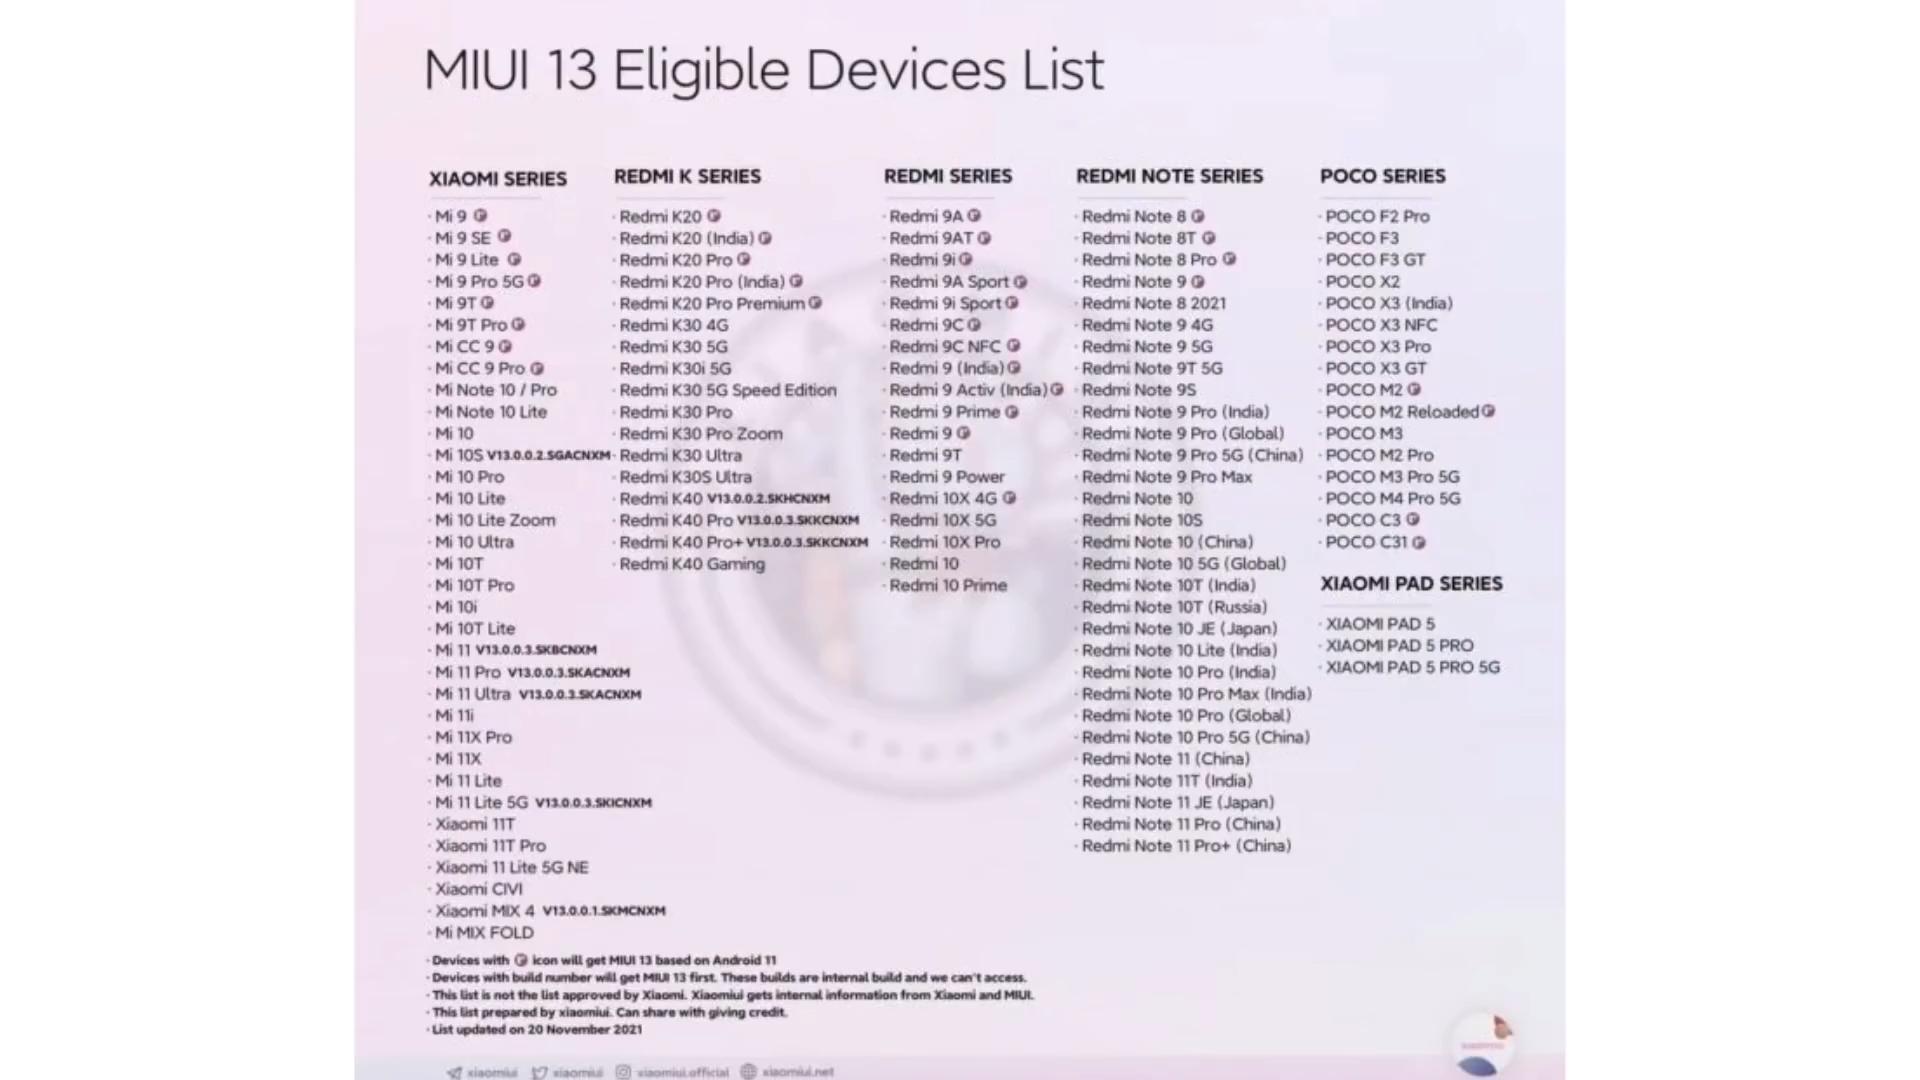 MIUI 13 Eligible Devices List
XIAOMI SERIES
· Mi 9
· Mi 9 SE
· Mi 9 Lite
· Mi 9 Pro 5G
· Mi 9T
· Mi 9T Pro
· Mi CC 9
· Mi CC 9 Pro
· Mi Note 10 / Pro
· Mi Note 10 Lite
· Mi 10
· Mi 10S V13.0.0.2.SGACNXM
· Mi 10 Pro
· Mi 10 Lite
· Mi 10 Lite Zoom
· Mi 10 Ultra
· Mi 10T
· Mi 10T Pro
· Mi 10i
· Mi 10T Lite
· Mi 11 V13.0.0.3.SKBCNXM
· Mi 11 Pro V13.0.0.3.SKACNXM
· Mi 11 Ultra V13.0.0.3.SKACNXM
· Mi 11i
· Mi 11X Pro
· Mi 11X
· Mi 11 Lite
· Mi 11 Lite 5G V13.0.0.3.SKICNXM
· Xiaomi 11T
· Xiaomi 11T Pro
· Xiaomi 11 Lite 5G NE
· Xiaomi CIVI
· Xiaomi MIX 4 V13.0.0.1.SKMCNXM
· Mi MIX FOLD
REDMI K SERIES
· Redmi K20
· Redmi K20 (India)
· Redmi K20 Pro
· Redmi K20 Pro (India)
· Redmi K20 Pro Premium
· Redmi K30 4G
· Redmi K30 5G
· Redmi K30i 5G
· Redmi K30 5G Speed Edition
· Redmi K30 Pro
· Redmi K30 Pro Zoom
· Redmi K30 Ultra
· Redmi K30S Ultra
· Redmi K40 V13.0.0.2.SKHCNXM
· Redmi K40 Pro V13.0.0.3.SKKCNXM
· Redmi K40 Pro+ V13.0.0.3.SKKCNXM
· Redmi K40 Gaming
REDMI SERIES
· Redmi 9A
· Redmi 9AT
· Redmi 9i
· Redmi 9A Sport
· Redmi 9i Sport
· Redmi 9C
· Redmi 9C NFC
· Redmi 9 (India)
· Redmi 9 Activ (India)
· Redmi 9 Prime
· Redmi 9
· Redmi 9T
· Redmi 9 Power
· Redmi 10X 4G
· Redmi 10X 5G
· Redmi 10X Pro
· Redmi 10
· Redmi 10 Prime
REDMI NOTE SERIES
· Redmi Note 8
· Redmi Note 8T
· Redmi Note 8 Pro
· Redmi Note 9
· Redmi Note 8 2021
· Redmi Note 9 4G
· Redmi Note 9 5G
· Redmi Note 9T 5G
· Redmi Note 9S
· Redmi Note 9 Pro (India)
· Redmi Note 9 Pro (Global)
· Redmi Note 9 Pro 5G (China)
· Redmi Note 9 Pro Max
· Redmi Note 10
· Redmi Note 10S
· Redmi Note 10 (China)
· Redmi Note 10 5G (Global)
· Redmi Note 10T (India)
· Redmi Note 10T (Russia)
· Redmi Note 10 JE (Japan)
· Redmi Note 10 Lite (India)
· Redmi Note 10 Pro (India)
· Redmi Note 10 Pro Max (India)
· Redmi Note 10 Pro (Global)
· Redmi Note 10 Pro 5G (China)
· Redmi Note 11 (China)
· Redmi Note 11T (India)
· Redmi Note 11 JE (Japan)
· Redmi Note 11 Pro (China)
· Redmi Note 11 Pro+ (China)
POCO SERIES
· POCO F2 Pro
· POCO F3
· POCO F3 GT
· POCO X2
· POCO X3 (India)
· POCO X3 NFC
· POCO X3 Pro
· POCO X3 GT
· POCO M2
· POCO M2 Reloaded
· POCO M3
· POCO M2 Pro
· POCO M3 Pro 5G
· POCO M4 Pro 5G
· POCO C3
· POCO C31
XIAOMI PAD SERIES
· XIAOMI PAD 5
· XIAOMI PAD 5 PRO
· XIAOMI PAD 5 PRO 5G
· Devices with icon will get MIUI 13 based on Android 11
· Devices with build number will get MIUI 13 first. These builds are internal build and we can't access.
· This list is not the list approved by Xiaomi. Xiaomiui gets internal information from Xiaomi and MIUI.
· This list prepared by xiaomiui. Can share with giving credit.
· List updated on 20 November 2021
xiaomiui xiaomiui xiaomiui.official xiaomiui.net